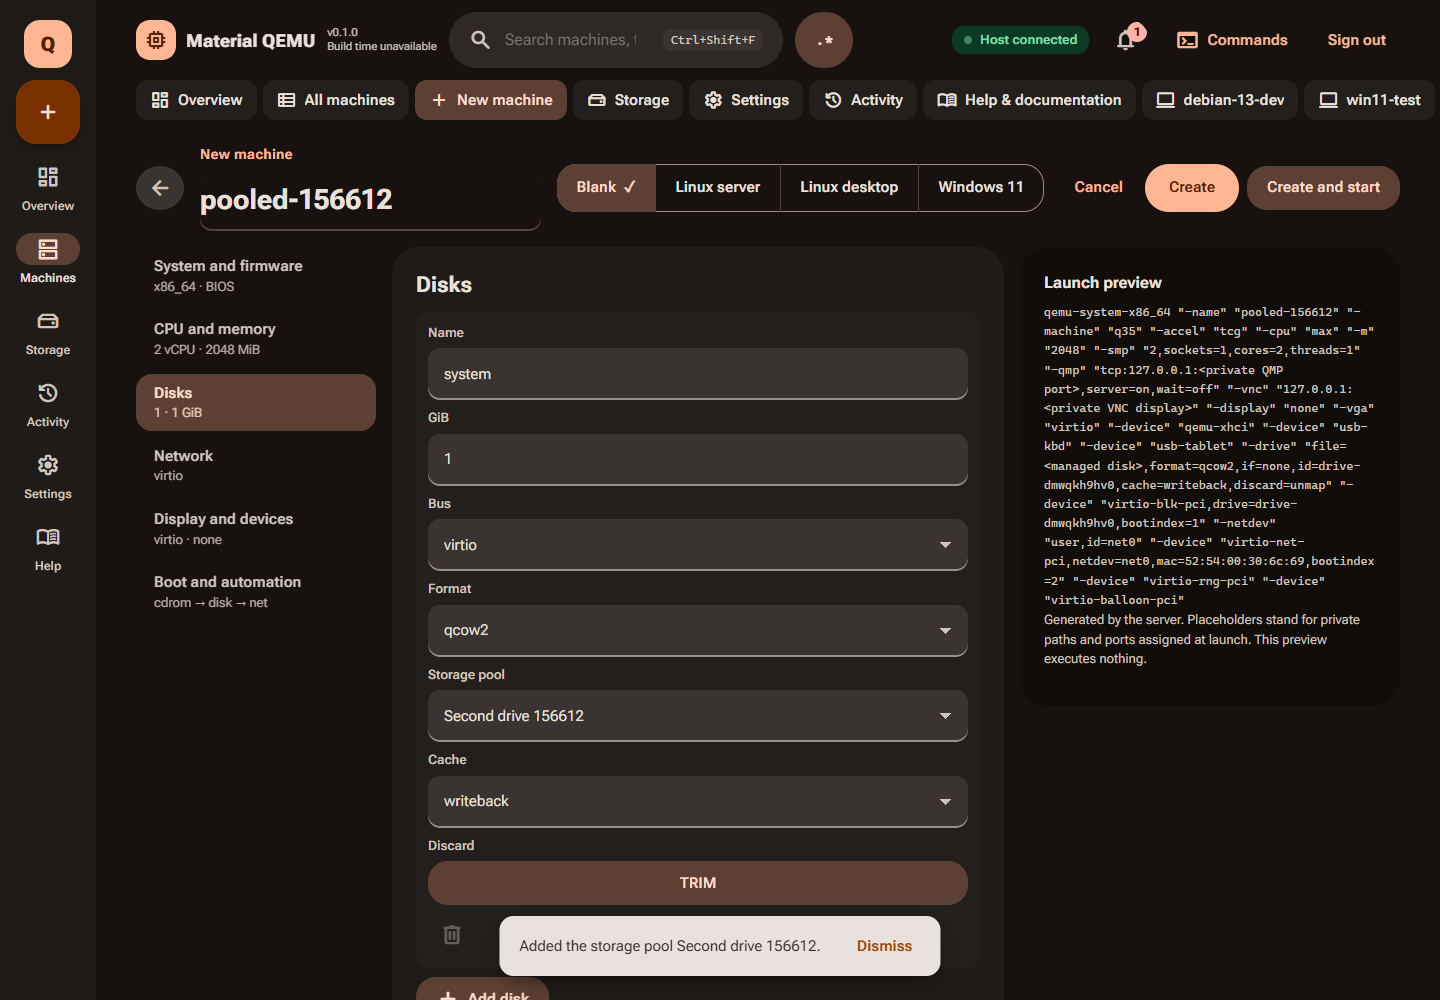 Q
Material QEMU
v0.1.0
Build time unavailable
Search machines,
Ctrl+Shift+F
.*
Host connected
1
Commands
Sign out
Overview
All machines
New machine
Storage
Settings
Activity
Help & documentation
debian-13-dev
win11-test
Overview
Machines
Storage
Activity
Settings
Help
New machine
pooled-156612
Blank ✓
Linux server
Linux desktop
Windows 11
Cancel
Create
Create and start
System and firmware
x86_64 · BIOS
CPU and memory
2 vCPU · 2048 MiB
Disks
1 · 1 GiB
Network
virtio
Display and devices
virtio · none
Boot and automation
cdrom → disk → net
Disks
Name
system
GiB
1
Bus
virtio
Format
qcow2
Storage pool
Second drive 156612
Cache
writeback
Discard
TRIM
Added the storage pool Second drive 156612.
Dismiss
Add disk
Launch preview
qemu-system-x86_64 "-name" "pooled-156612" "-
machine" "q35" "-accel" "tcg" "-cpu" "max" "-m"
"2048" "-smp" "2,sockets=1,cores=2,threads=1"
"-qmp" "tcp:127.0.0.1:<private QMP
port>,server=on,wait=off" "-vnc" "127.0.0.1:
<private VNC display>" "-display" "none" "-vga"
"virtio" "-device" "qemu-xhci" "-device" "usb-
kbd" "-device" "usb-tablet" "-drive" "file=
<managed disk>,format=qcow2,if=none,id=drive-
dmwqkh9hv0,cache=writeback,discard=unmap" "-
device" "virtio-blk-pci,drive=drive-
dmwqkh9hv0,bootindex=1" "-netdev"
"user,id=net0" "-device" "virtio-net-
pci,netdev=net0,mac=52:54:00:30:6c:69,bootindex
=2" "-device" "virtio-rng-pci" "-device"
"virtio-balloon-pci"
Generated by the server. Placeholders stand for private
paths and ports assigned at launch. This preview
executes nothing.